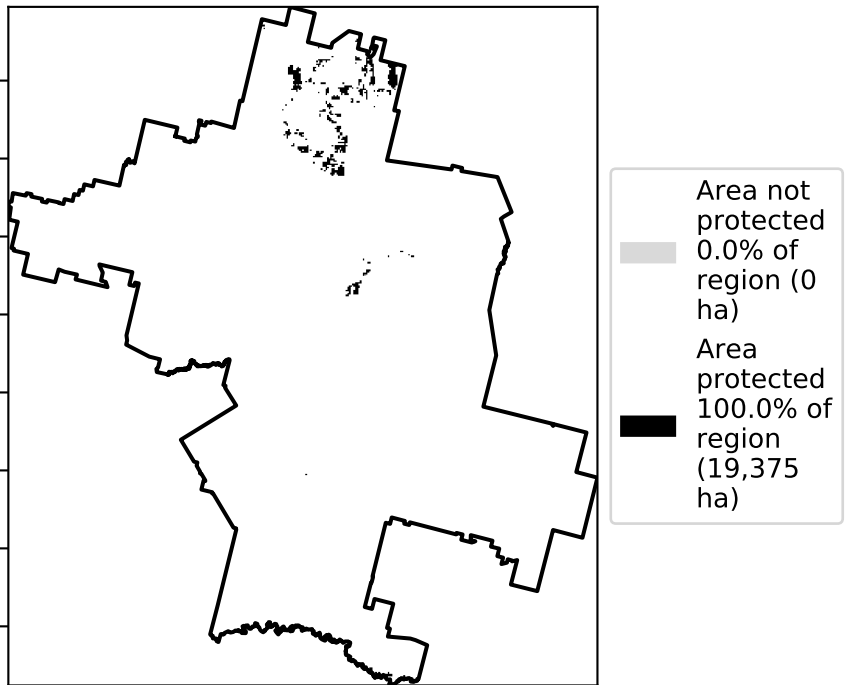 Area not
protected
0.0% of
region (0
ha)
Area
protected
100.0% of
region
(19,375
ha)